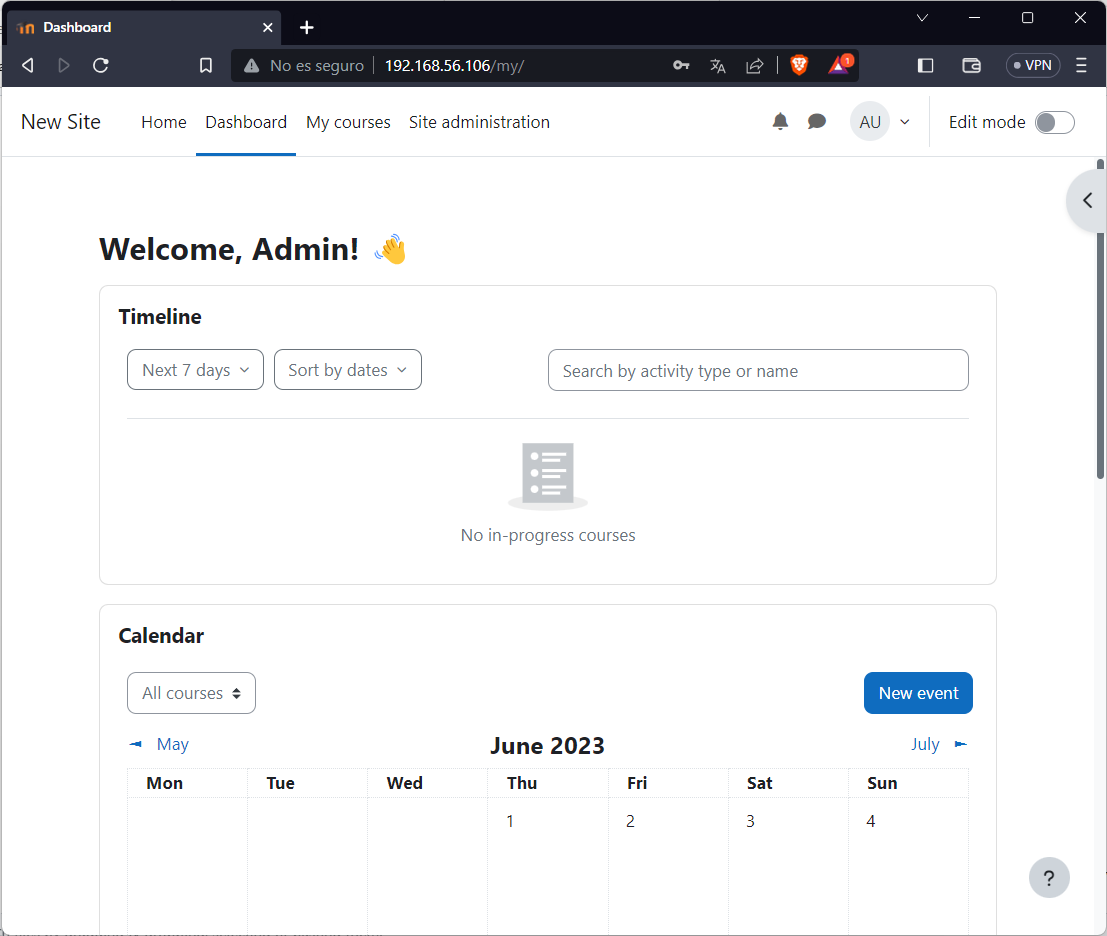 Dashboard
No es seguro 192.168.56.106/my/ 1 VPN
New Site Home Dashboard My courses Site administration AU Edit mode
Welcome, Admin!
Timeline
Next 7 days Sort by dates Search by activity type or name
No in-progress courses
Calendar
All courses New event
May June 2023 July
Mon Tue Wed Thu Fri Sat Sun
1 2 3 4
?